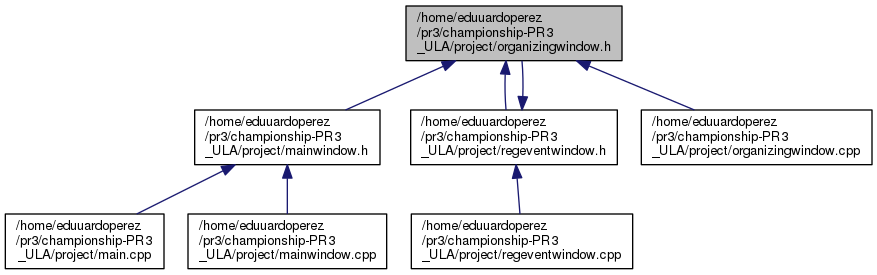 /home/eduuardoperez
/pr3/championship-PR3
_ULA/project/organizingwindow.h
/home/eduuardoperez
/pr3/championship-PR3
_ULA/project/mainwindow.h
/home/eduuardoperez
/pr3/championship-PR3
_ULA/project/regeventwindow.h
/home/eduuardoperez
/pr3/championship-PR3
_ULA/project/organizingwindow.cpp
/home/eduuardoperez
/pr3/championship-PR3
_ULA/project/main.cpp
/home/eduuardoperez
/pr3/championship-PR3
_ULA/project/mainwindow.cpp
/home/eduuardoperez
/pr3/championship-PR3
_ULA/project/regeventwindow.cpp